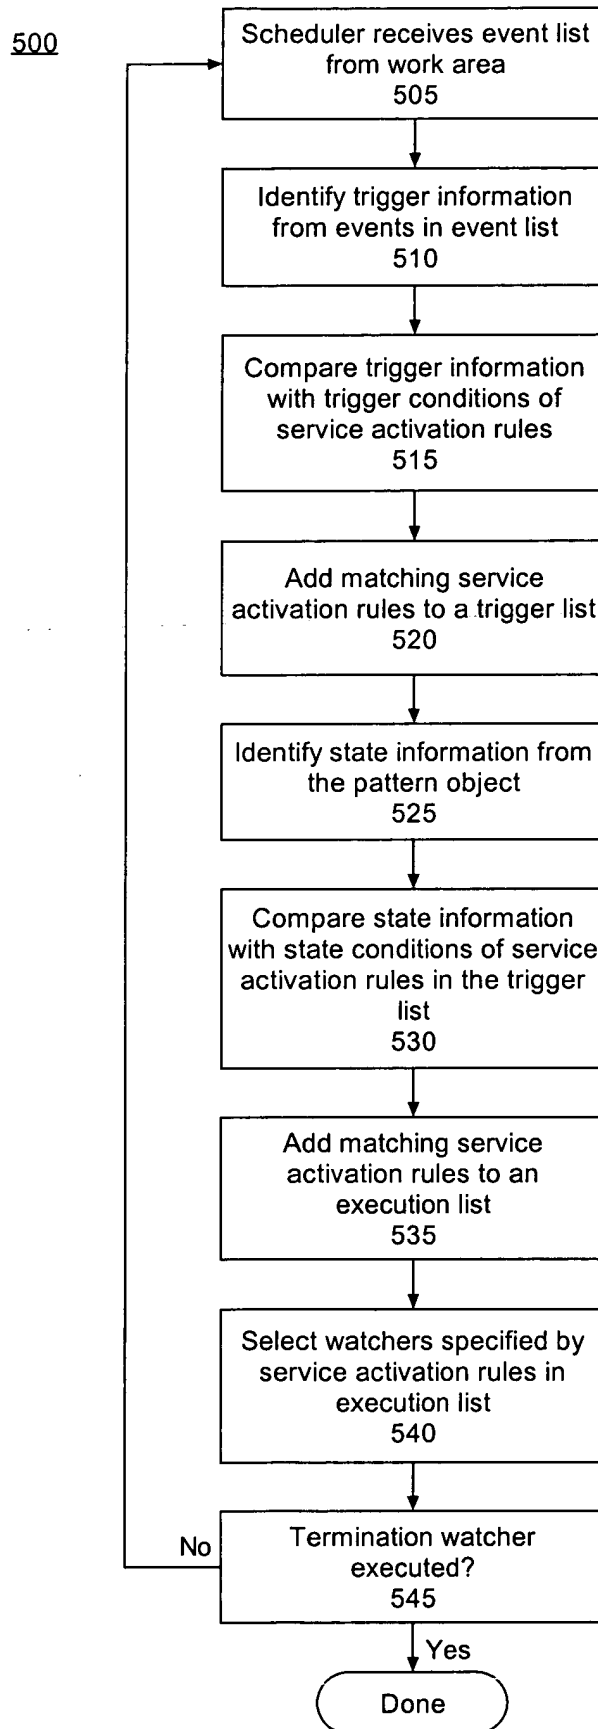 500
Scheduler receives event list
from work area
505
Identify trigger information
from events in event list
510
Compare trigger information
with trigger conditions of
service activation rules
515
Add matching service
activation rules to a trigger list
520
Identify state information from
the pattern object
525
Compare state information
with state conditions of service
activation rules in the trigger
list
530
Add matching service
activation rules to an
execution list
535
Select watchers specified by
service activation rules in
execution list
540
Termination watcher
executed?
545
No
Yes
Done